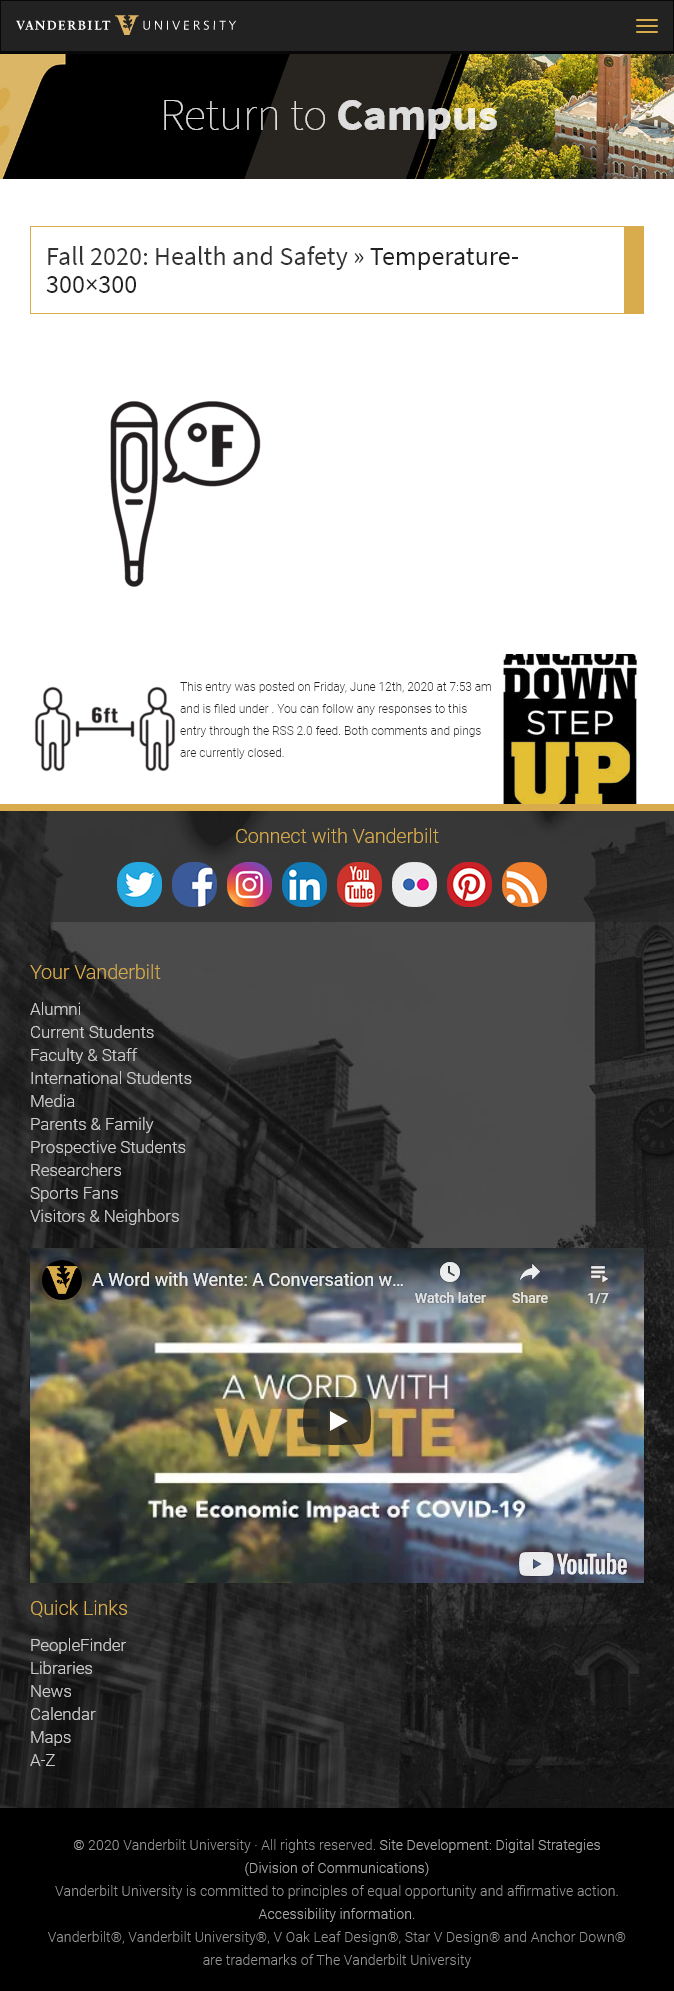 VANDERBILT UNIVERSITY
Return to Campus
Fall 2020: Health and Safety » Temperature-
300×300
°F
6ft
This entry was posted on Friday, June 12th, 2020 at 7:53 am
and is filed under . You can follow any responses to this
entry through the RSS 2.0 feed. Both comments and pings
are currently closed.
ANCHOR
DOWN
STEP
UP
Connect with Vanderbilt
in
You
Tube
Your Vanderbilt
Alumni
Current Students
Faculty & Staff
International Students
Media
Parents & Family
Prospective Students
Researchers
Sports Fans
Visitors & Neighbors
A Word with Wente: A Conversation w...
Watch later
Share
1/7
A WORD WITH
WENTE
The Economic Impact of COVID-19
YouTube
Quick Links
PeopleFinder
Libraries
News
Calendar
Maps
A-Z
© 2020 Vanderbilt University · All rights reserved. Site Development: Digital Strategies
(Division of Communications)
Vanderbilt University is committed to principles of equal opportunity and affirmative action.
Accessibility information.
Vanderbilt®, Vanderbilt University®, V Oak Leaf Design®, Star V Design® and Anchor Down®
are trademarks of The Vanderbilt University